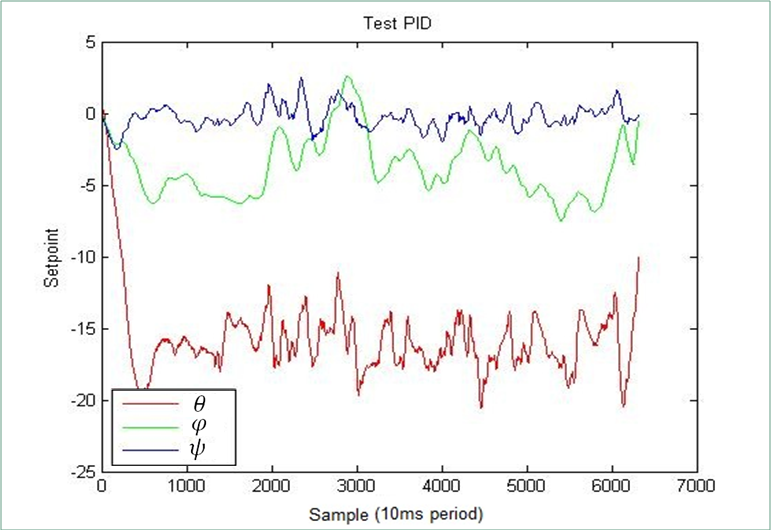 Test PID
5
0
-5
-10
-15
-20
-25
Setpoint
θ
φ
ψ
0 1000 2000 3000 4000 5000 6000 7000
Sample (10ms period)